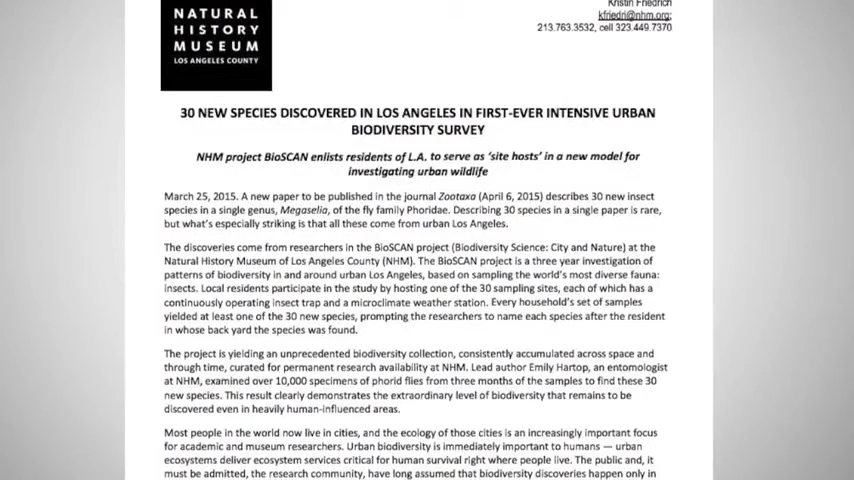 Kristin Friedrich
NATURAL
HISTORY
MUSEUM
LOS ANGELES COUNTY
kfriedri@nhm.org;
213.763.3532, cell 323.449.7370
30 NEW SPECIES DISCOVERED IN LOS ANGELES IN FIRST-EVER INTENSIVE URBAN
BIODIVERSITY SURVEY
NHM project BioSCAN enlists residents of L.A. to serve as ‘site hosts’ in a new model for
investigating urban wildlife
March 25, 2015. A new paper to be published in the journal Zootaxa (April 6, 2015) describes 30 new insect
species in a single genus, Megaselia, of the fly family Phoridae. Describing 30 species in a single paper is rare,
but what’s especially striking is that all these come from urban Los Angeles.
The discoveries come from researchers in the BioSCAN project (Biodiversity Science: City and Nature) at the
Natural History Museum of Los Angeles County (NHM). The BioSCAN project is a three year investigation of
patterns of biodiversity in and around urban Los Angeles, based on sampling the world’s most diverse fauna:
insects. Local residents participate in the study by hosting one of the 30 sampling sites, each of which has a
continuously operating insect trap and a microclimate weather station. Every household’s set of samples
yielded at least one of the 30 new species, prompting the researchers to name each species after the resident
in whose back yard the species was found.
The project is yielding an unprecedented biodiversity collection, consistently accumulated across space and
through time, curated for permanent research availability at NHM. Lead author Emily Hartop, an entomologist
at NHM, examined over 10,000 specimens of phorid flies from three months of the samples to find these 30
new species. This result clearly demonstrates the extraordinary level of biodiversity that remains to be
discovered even in heavily human-influenced areas.
Most people in the world now live in cities, and the ecology of those cities is an increasingly important focus
for academic and museum researchers. Urban biodiversity is immediately important to humans — urban
ecosystems deliver ecosystem services critical for human survival right where people live. The public and, it
must be admitted, the research community, have long assumed that biodiversity discoveries happen only in